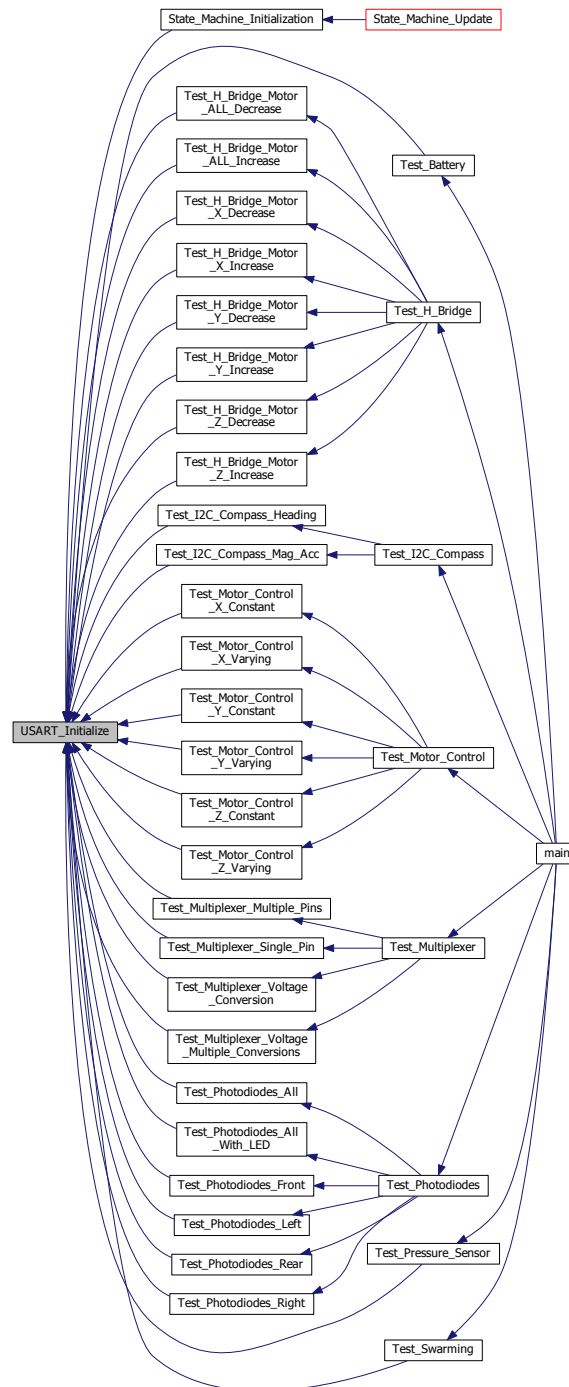 State_Machine_Initialization
State_Machine_Update
Test_H_Bridge_Motor
_ALL_Decrease
Test_Battery
Test_H_Bridge_Motor
_ALL_Increase
Test_H_Bridge_Motor
_X_Decrease
Test_H_Bridge_Motor
_X_Increase
Test_H_Bridge_Motor
_Y_Decrease
Test_H_Bridge
Test_H_Bridge_Motor
_Y_Increase
Test_H_Bridge_Motor
_Z_Decrease
Test_H_Bridge_Motor
_Z_Increase
Test_I2C_Compass_Heading
Test_I2C_Compass_Mag_Acc
Test_I2C_Compass
Test_Motor_Control
_X_Constant
Test_Motor_Control
_X_Varying
Test_Motor_Control
_Y_Constant
USART_Initialize
Test_Motor_Control
_Y_Varying
Test_Motor_Control
Test_Motor_Control
_Z_Constant
Test_Motor_Control
_Z_Varying
main
Test_Multiplexer_Multiple_Pins
Test_Multiplexer_Single_Pin
Test_Multiplexer
Test_Multiplexer_Voltage
_Conversion
Test_Multiplexer_Voltage
_Multiple_Conversions
Test_Photodiodes_All
Test_Photodiodes_All
_With_LED
Test_Photodiodes_Front
Test_Photodiodes
Test_Photodiodes_Left
Test_Photodiodes_Rear
Test_Pressure_Sensor
Test_Photodiodes_Right
Test_Swarming